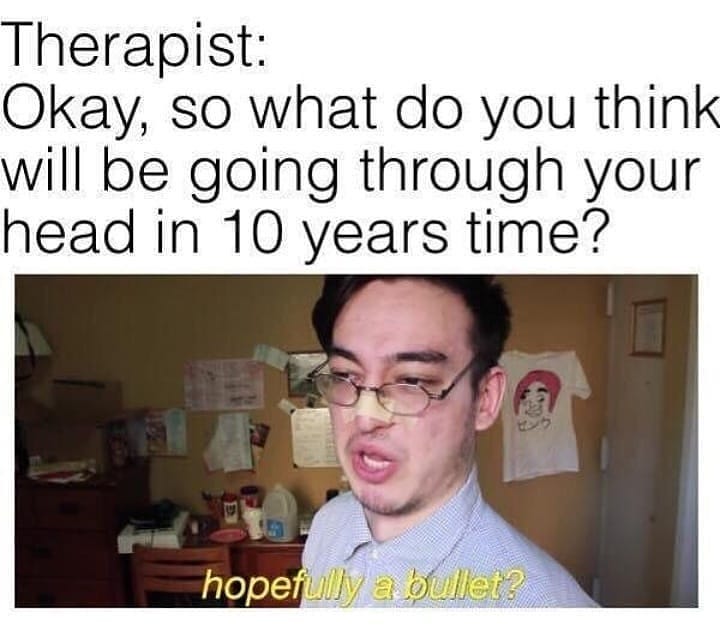 Therapist:
Okay, so what do you think
will be going through your
head in 10 years time?
hopefully a bullet?